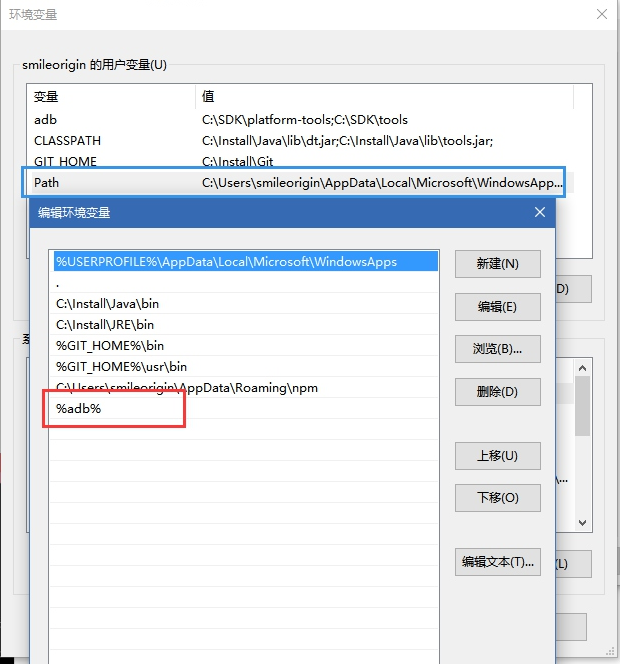 环境变量
smileorigin 的用户变量(U)
变量 值
adb C:\SDK\platform-tools;C:\SDK\tools
CLASSPATH C:\Install\Java\lib\dt.jar;C:\Install\Java\lib\tools.jar;
GIT_HOME C:\Install\Git
Path C:\Users\smileorigin\AppData\Local\Microsoft\WindowsApp...
编辑环境变量
%USERPROFILE%\AppData\Local\Microsoft\WindowsApps
.
C:\Install\Java\bin
C:\Install\JRE\bin
%GIT_HOME%\bin
%GIT_HOME%\usr\bin
C:\Users\smileorigin\AppData\Roaming\npm
%adb%
新建(N)
编辑(E)
浏览(B)...
删除(D)
上移(U)
下移(O)
编辑文本(T)...
D)
\...
(L)